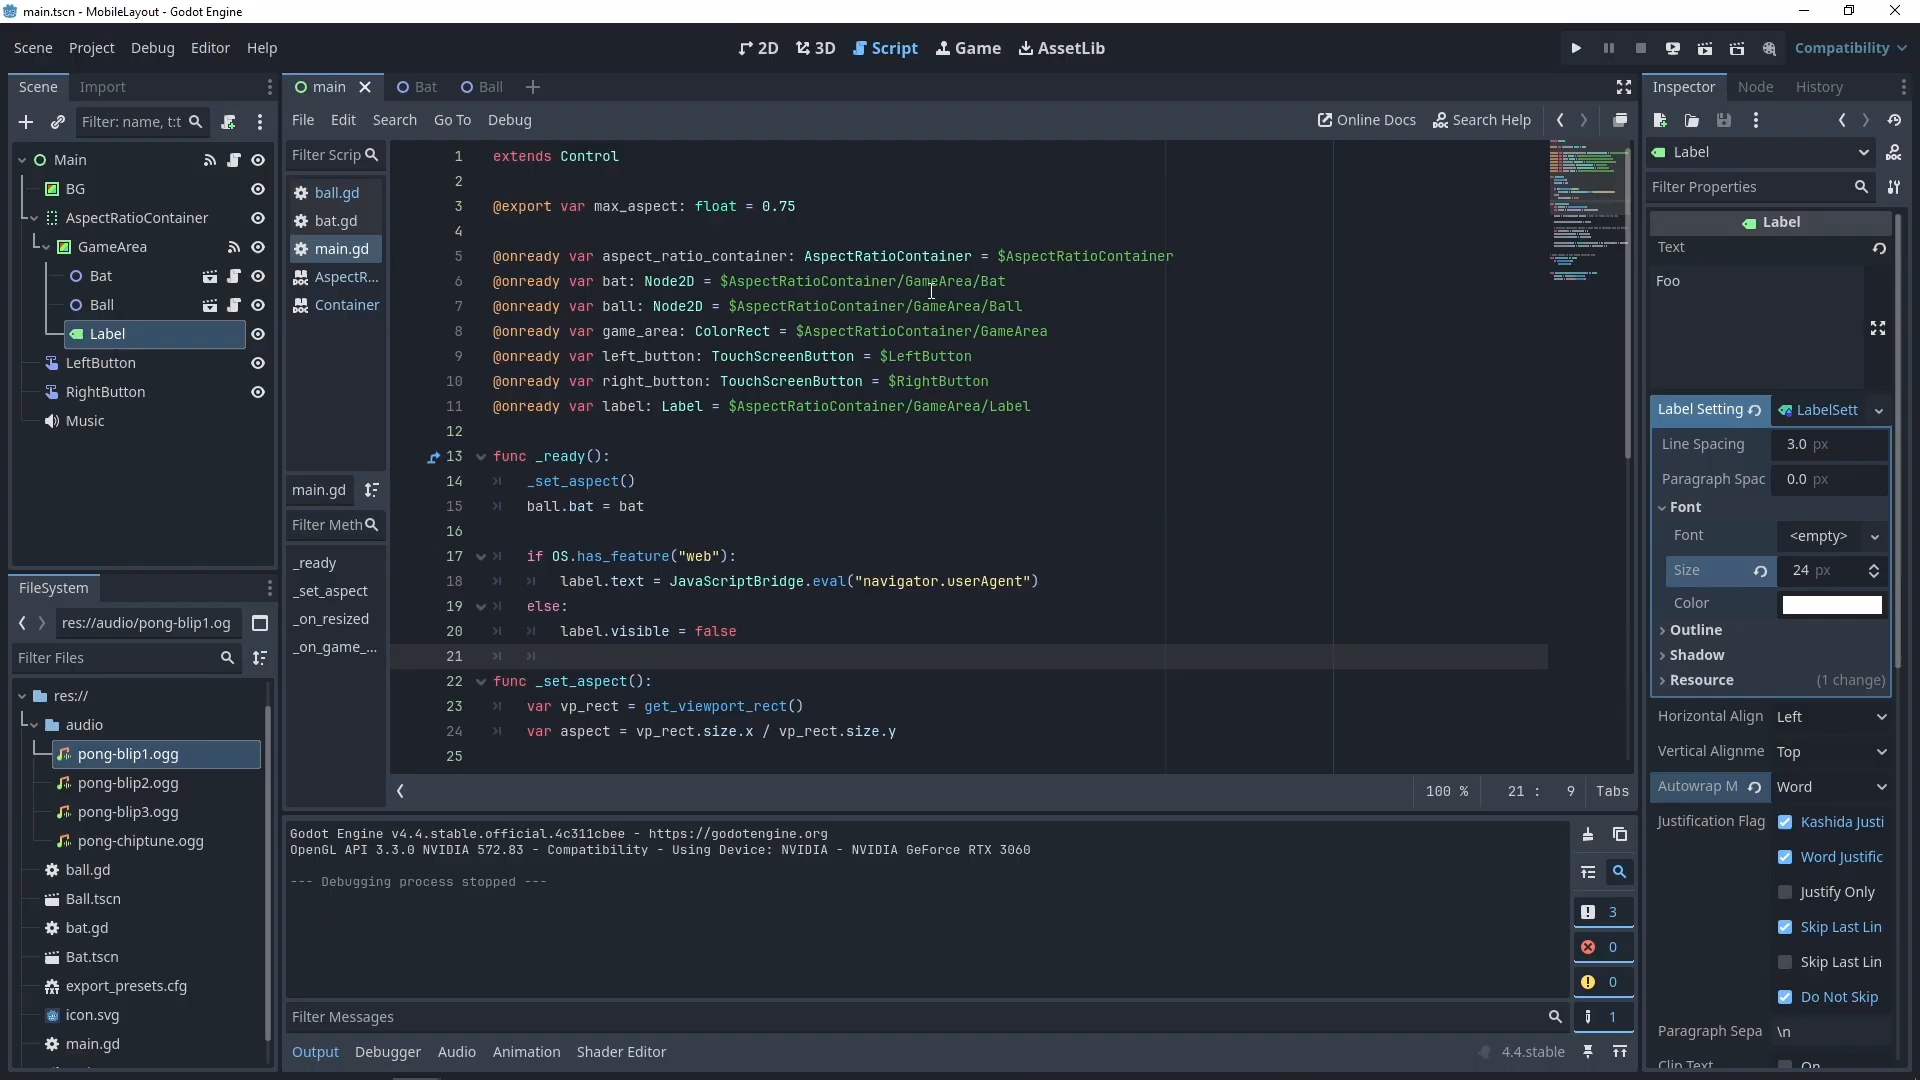 main.tscn - MobileLayout - Godot Engine
Scene Project Debug Editor Help
2D 3D Script Game AssetLib
Compatibility
Scene Import
Filter: name, t:t
Main
BG
AspectRatioContainer
GameArea
Bat
Ball
Label
LeftButton
RightButton
Music
FileSystem
res://audio/pong-blip1.og
Filter Files
res://
audio
pong-blip1.ogg
pong-blip2.ogg
pong-blip3.ogg
pong-chiptune.ogg
ball.gd
Ball.tscn
bat.gd
Bat.tscn
export_presets.cfg
icon.svg
main.gd
main Bat Ball
File Edit Search Go To Debug
Online Docs Search Help
Filter Scrip
ball.gd
bat.gd
main.gd
AspectR...
Container
main.gd
Filter Meth
_ready
_set_aspect
_on_resized
_on_game_...
1 extends Control
2
3 @export var max_aspect: float = 0.75
4
5 @onready var aspect_ratio_container: AspectRatioContainer = $AspectRatioContainer
6 @onready var bat: Node2D = $AspectRatioContainer/GameArea/Bat
7 @onready var ball: Node2D = $AspectRatioContainer/GameArea/Ball
8 @onready var game_area: ColorRect = $AspectRatioContainer/GameArea
9 @onready var left_button: TouchScreenButton = $LeftButton
10 @onready var right_button: TouchScreenButton = $RightButton
11 @onready var label: Label = $AspectRatioContainer/GameArea/Label
12
13 func _ready():
14 _set_aspect()
15 ball.bat = bat
16
17 if OS.has_feature("web"):
18 label.text = JavaScriptBridge.eval("navigator.userAgent")
19 else:
20 label.visible = false
21
22 func _set_aspect():
23 var vp_rect = get_viewport_rect()
24 var aspect = vp_rect.size.x / vp_rect.size.y
25
100 % 21 : 9 Tabs
Godot Engine v4.4.stable.official.4c311cbee - https://godotengine.org
OpenGL API 3.3.0 NVIDIA 572.83 - Compatibility - Using Device: NVIDIA - NVIDIA GeForce RTX 3060
--- Debugging process stopped ---
3
0
0
1
Filter Messages
Output Debugger Audio Animation Shader Editor
4.4.stable
Inspector Node History
Label
Filter Properties
Label
Text
Foo
Label Setting LabelSett
Line Spacing 3.0 px
Paragraph Spac 0.0 px
Font
Font <empty>
Size 24 px
Color
Outline
Shadow
Resource (1 change)
Horizontal Align Left
Vertical Alignme Top
Autowrap M Word
Justification Flag Kashida Justi
Word Justific
Justify Only
Skip Last Lin
Skip Last Lin
Do Not Skip
Paragraph Sepa \n
Clip Text On